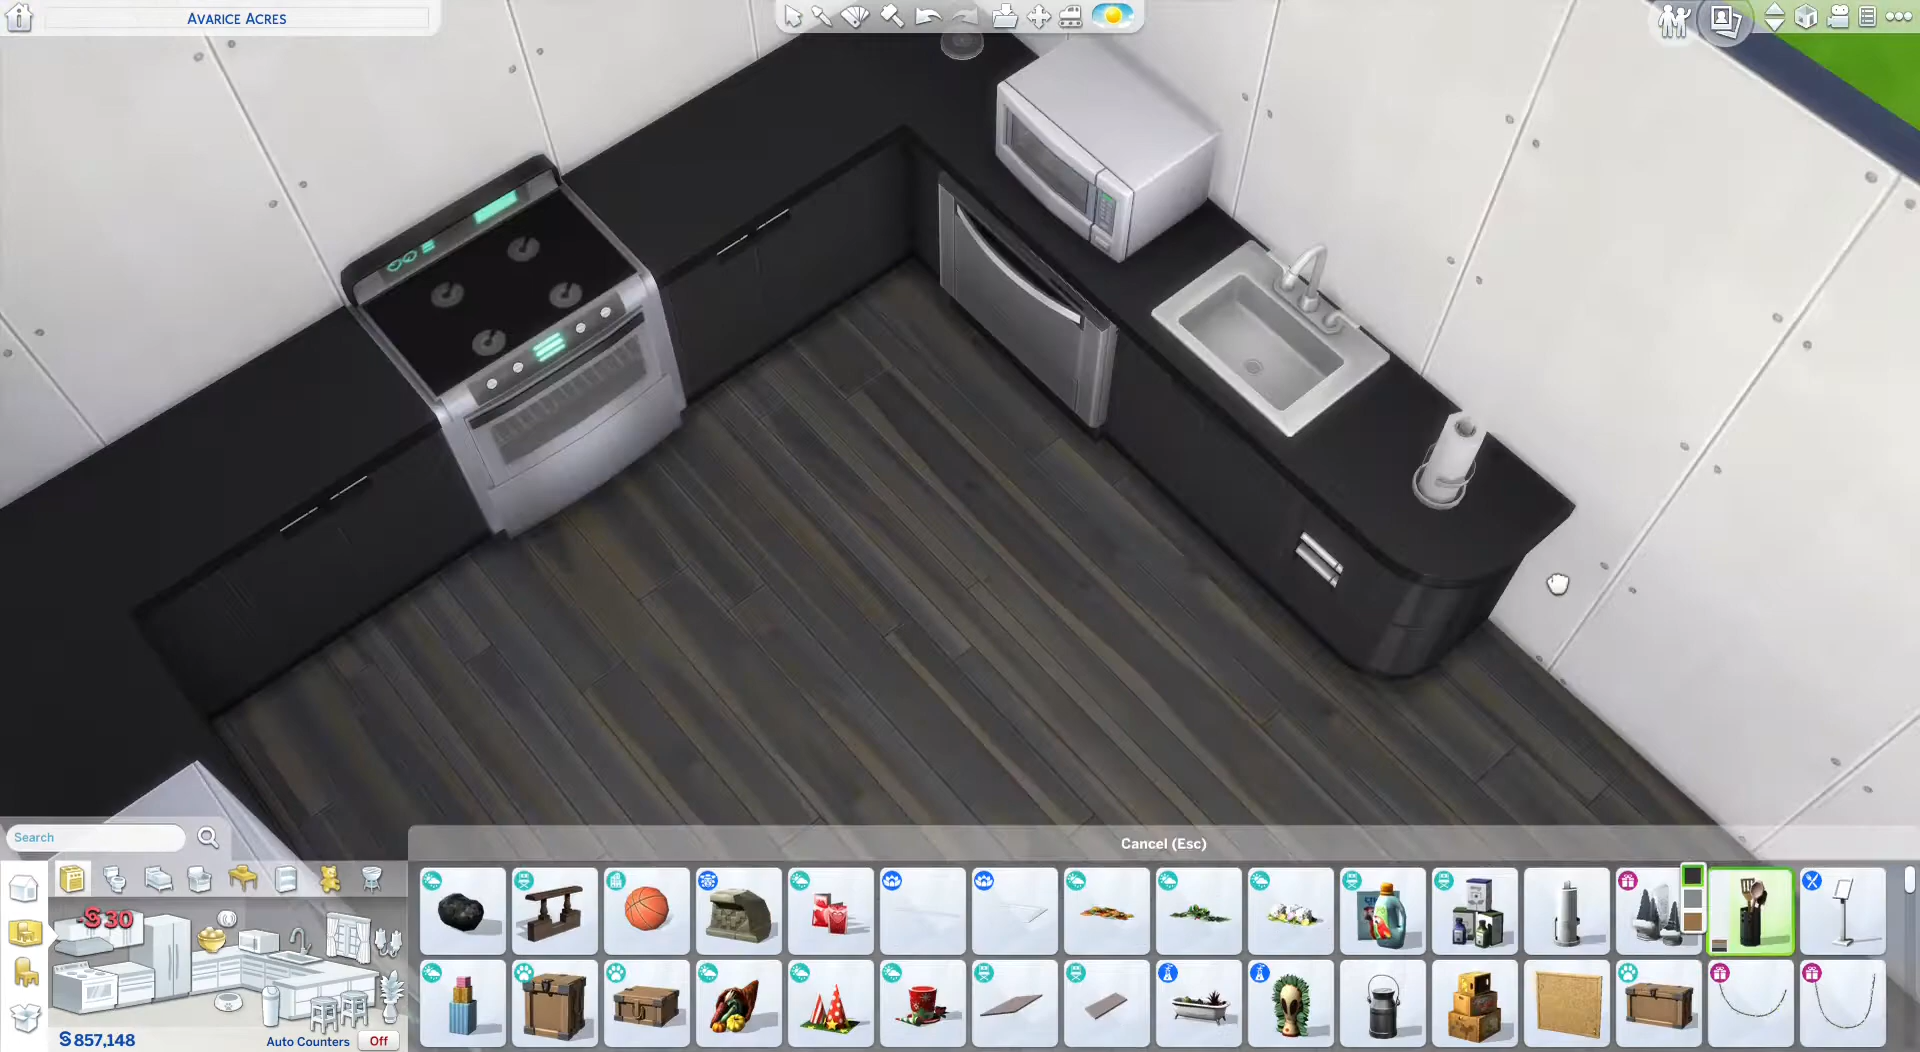 AVARICE ACRES
Search
Cancel (Esc)
-§30
§857,148
Auto Counters
Off